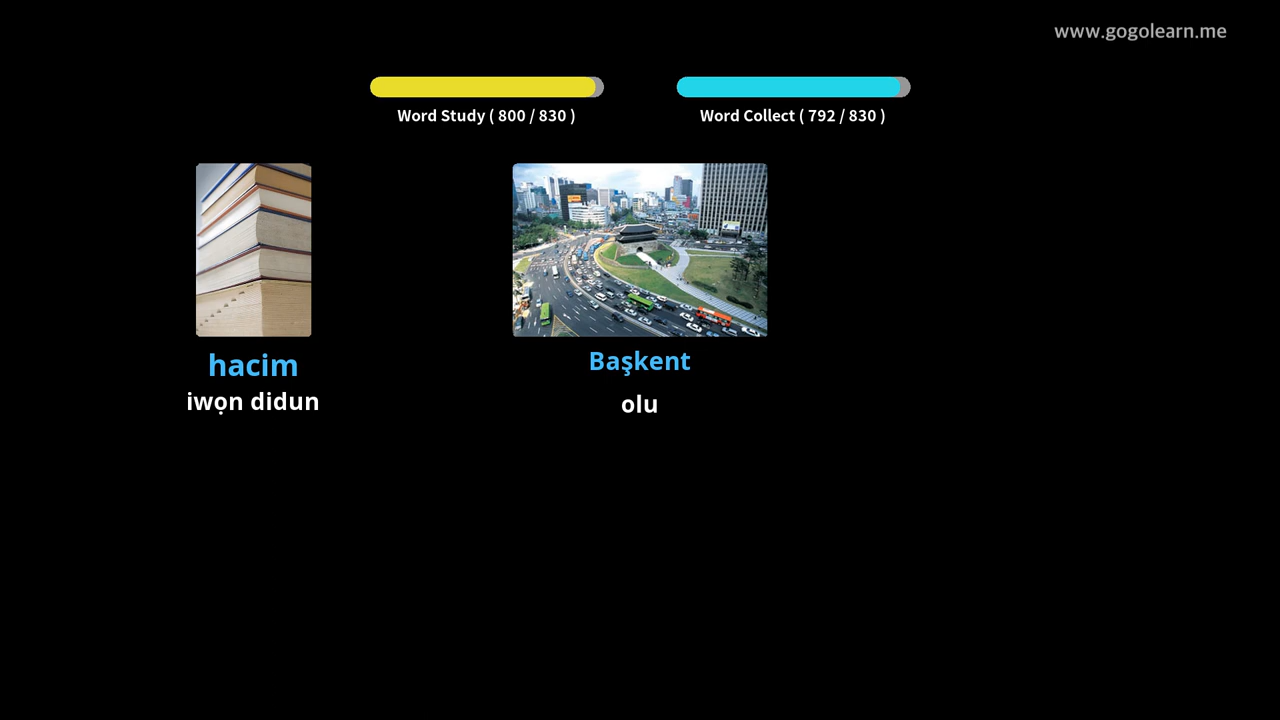 www.gogolearn.me
Word Study ( 800 / 830 )
Word Collect ( 792 / 830 )
hacim
iwọn didun
Başkent
olu